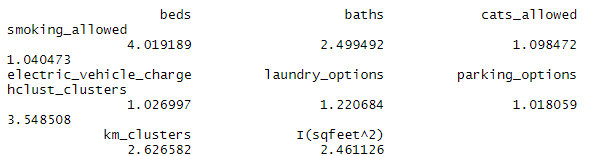 beds baths cats_allowed
smoking_allowed
4.019189 2.499492 1.098472
1.040473
electric_vehicle_charge laundry_options parking_options
hclust_clusters
1.026997 1.220684 1.018059
3.548508
km_clusters I(sqfeet^2)
2.626582 2.461126